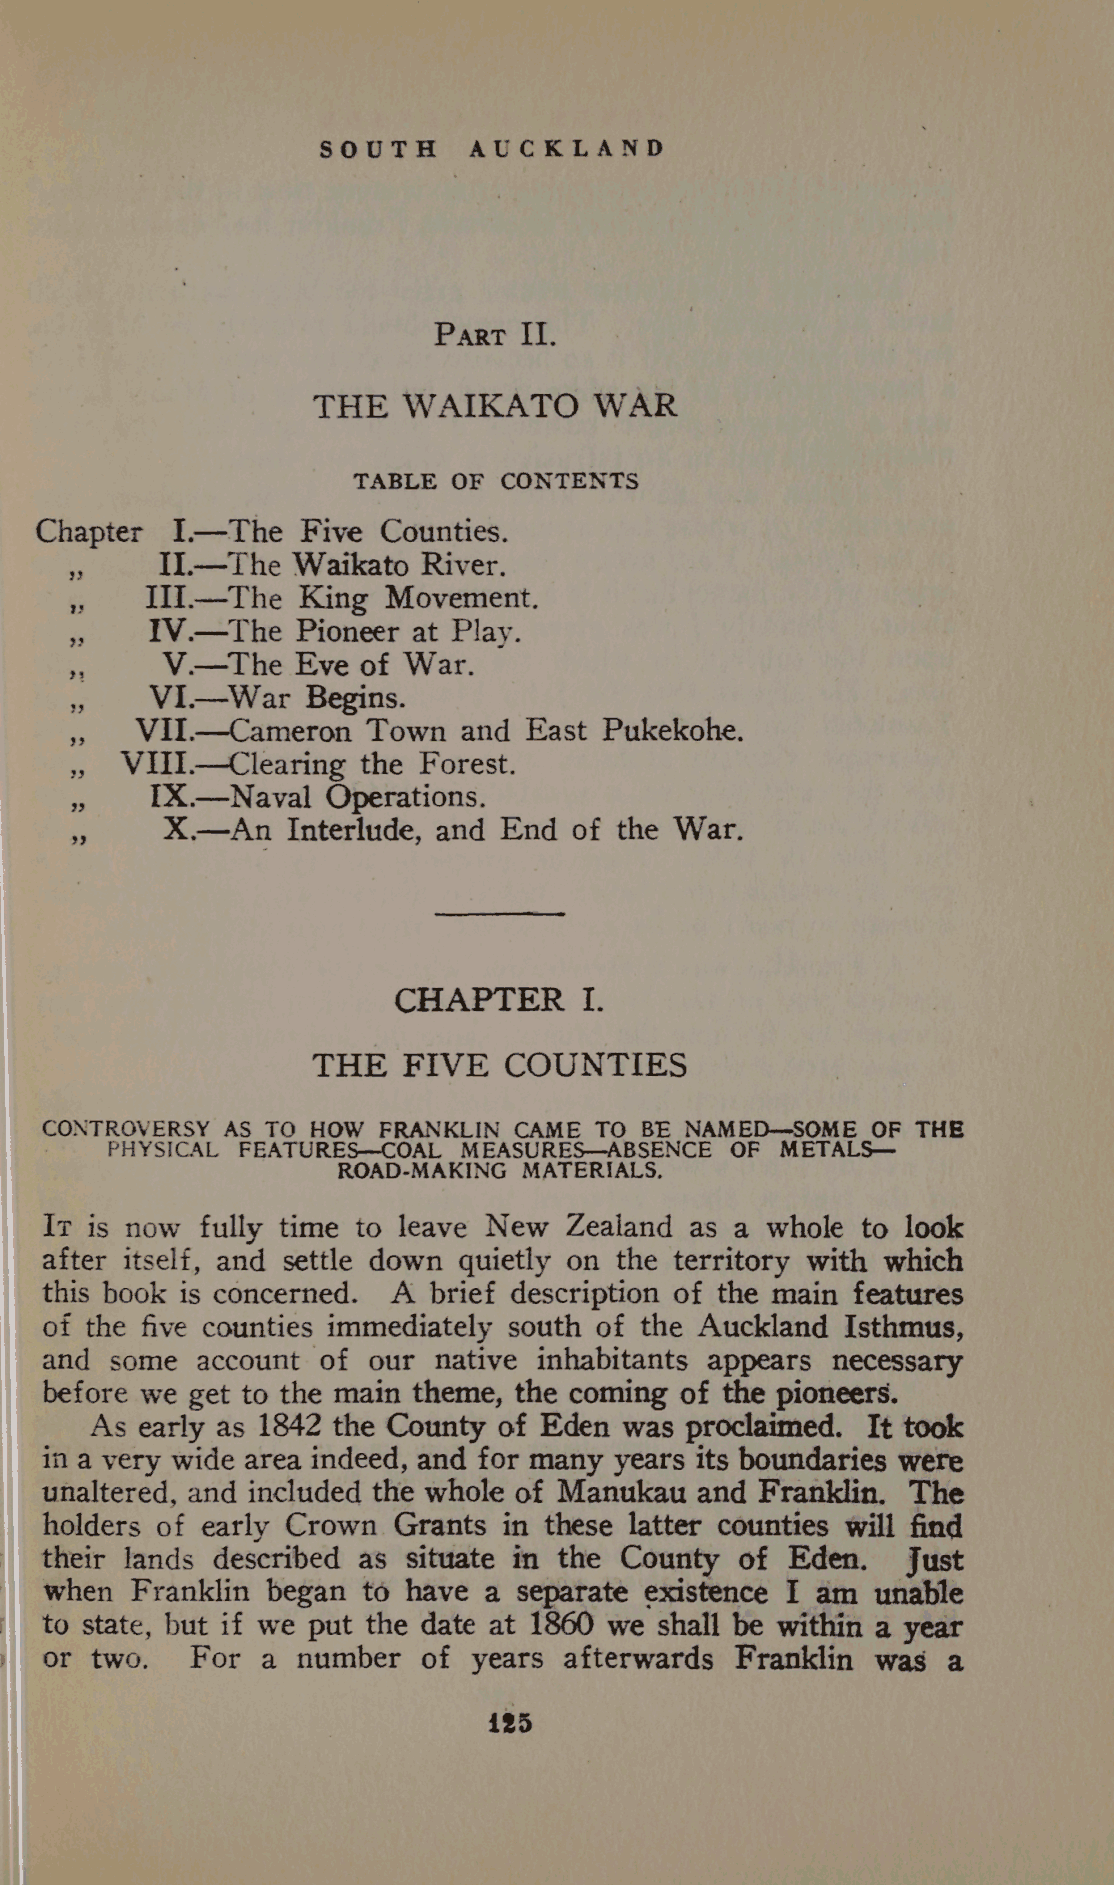 SOUTH AUCKLAND
PART II.
THE WAIKATO WAR
TABLE OF CONTENTS
Chapter I.—The Five Counties.
„ II.—The Waikato River.
„ III.—The King Movement.
„ IV.—The Pioneer at Play.
„ V.—The Eve of War.
„ VI.—War Begins.
„ VII.—Cameron Town and East Pukekohe.
„ VIII.—Clearing the Forest.
„ IX.—Naval Operations.
„ X.—An Interlude, and End of the War.
CHAPTER I.
THE FIVE COUNTIES
CONTROVERSY AS TO HOW FRANKLIN CAME TO BE NAMED—SOME OF THE
PHYSICAL FEATURES—COAL MEASURES—ABSENCE OF METALS—
ROAD-MAKING MATERIALS.
IT is now fully time to leave New Zealand as a whole to look
after itself, and settle down quietly on the territory with which
this book is concerned. A brief description of the main features
of the five counties immediately south of the Auckland Isthmus,
and some account of our native inhabitants appears necessary
before we get to the main theme, the coming of the pioneers.
As early as 1842 the County of Eden was proclaimed. It took
in a very wide area indeed, and for many years its boundaries were
unaltered, and included the whole of Manukau and Franklin. The
holders of early Crown Grants in these latter counties will find
their lands described as situate in the County of Eden. Just
when Franklin began to have a separate existence I am unable
to state, but if we put the date at 1860 we shall be within a year
or two. For a number of years afterwards Franklin was a
125